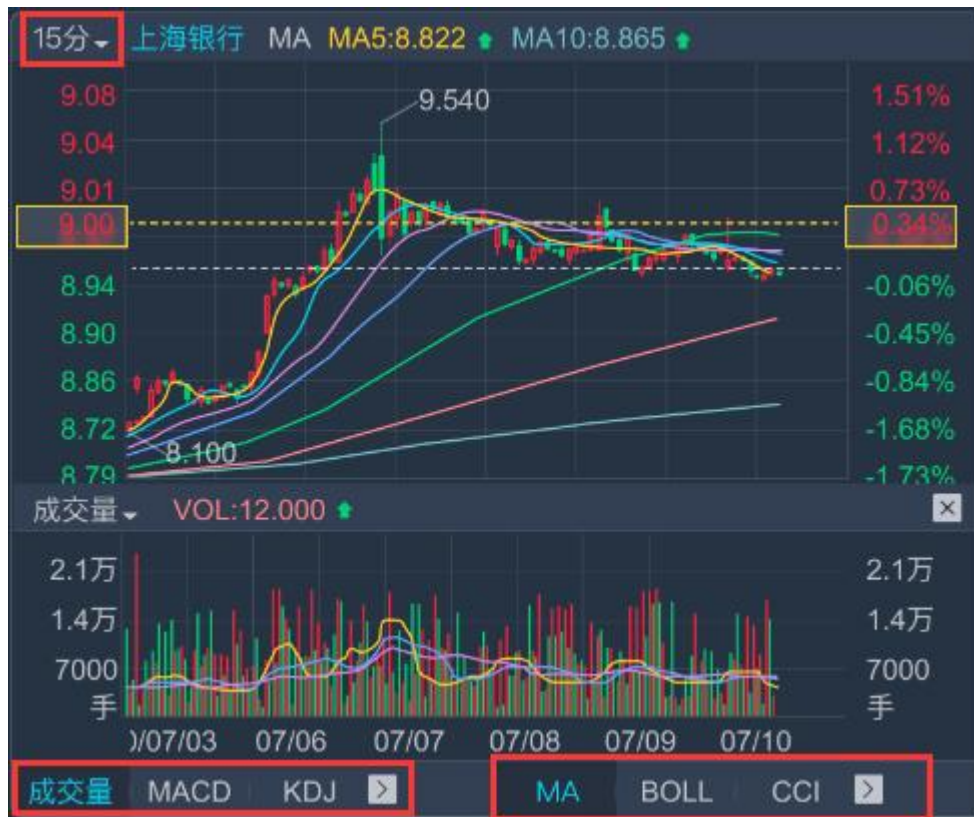 15分 上海银行 MA MA5:8.822 MA10:8.865
9.08 9.540 1.51%
9.04 1.12%
9.01 0.73%
9.00 0.34%
8.94 -0.06%
8.90 -0.45%
8.86 -0.84%
8.72 8.100 -1.68%
8.79 -1.73%
成交量 VOL:12.000
2.1万 2.1万
1.4万 1.4万
7000 7000
手 手
)/07/03 07/06 07/07 07/08 07/09 07/10
成交量 MACD KDJ MA BOLL CCI